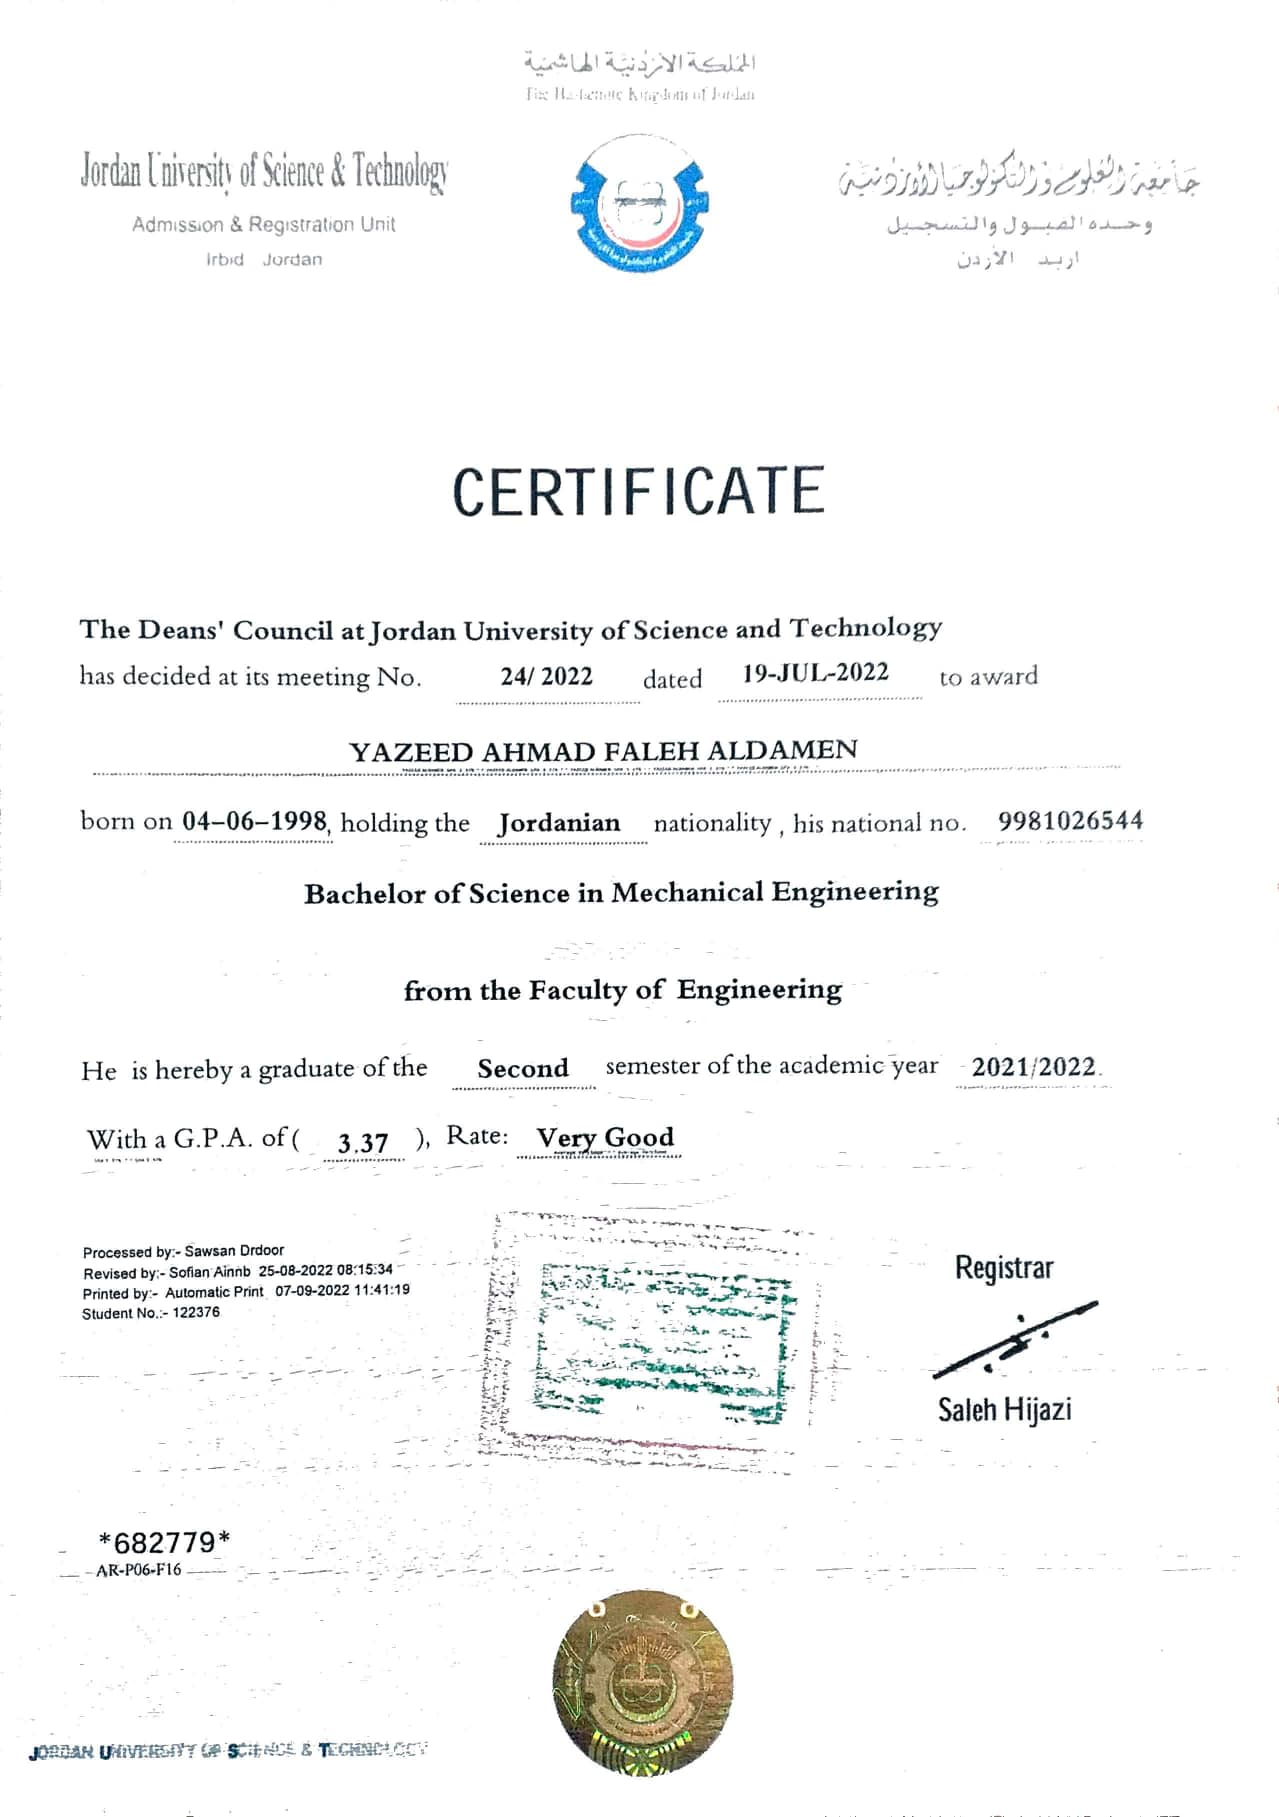 المملكة الأردنية الهاشمية
The Hashemite Kingdom of Jordan
Jordan University of Science & Technology
Admission & Registration Unit
Irbid Jordan
جامعة العلوم والتكنولوجيا الأردنية
وحدة القبول والتسجيل
اربد الأردن
CERTIFICATE
The Deans' Council at Jordan University of Science and Technology
has decided at its meeting No. 24/ 2022 dated 19-JUL-2022 to award
YAZEED AHMAD FALEH ALDAMEN
born on 04-06-1998, holding the Jordanian nationality , his national no. 9981026544
Bachelor of Science in Mechanical Engineering
from the Faculty of Engineering
He is hereby a graduate of the Second semester of the academic year 2021/2022.
With a G.P.A. of ( 3.37 ), Rate: Very Good
Processed by:- Sawsan Drdoor
Revised by:- Sofian Ainnb 25-08-2022 08:15:34
Printed by:- Automatic Print 07-09-2022 11:41:19
Student No.:- 122376
Registrar
Saleh Hijazi
*682779*
AR-P06-F16
JORDAN UNIVERSITY OF SCIENCE & TECHNOLOGY